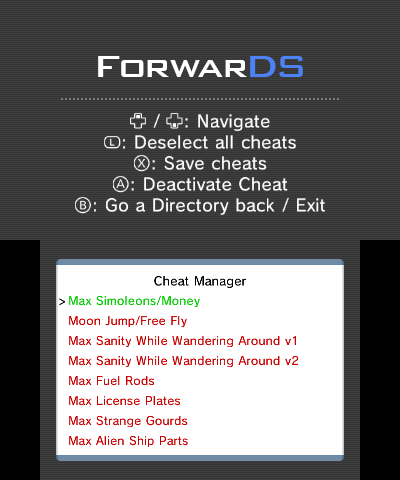 ForwarDS
/ : Navigate
Ⓛ: Deselect all cheats
Ⓧ: Save cheats
Ⓐ: Deactivate Cheat
Ⓑ: Go a Directory back / Exit
Cheat Manager
>Max Simoleons/Money
Moon Jump/Free Fly
Max Sanity While Wandering Around v1
Max Sanity While Wandering Around v2
Max Fuel Rods
Max License Plates
Max Strange Gourds
Max Alien Ship Parts